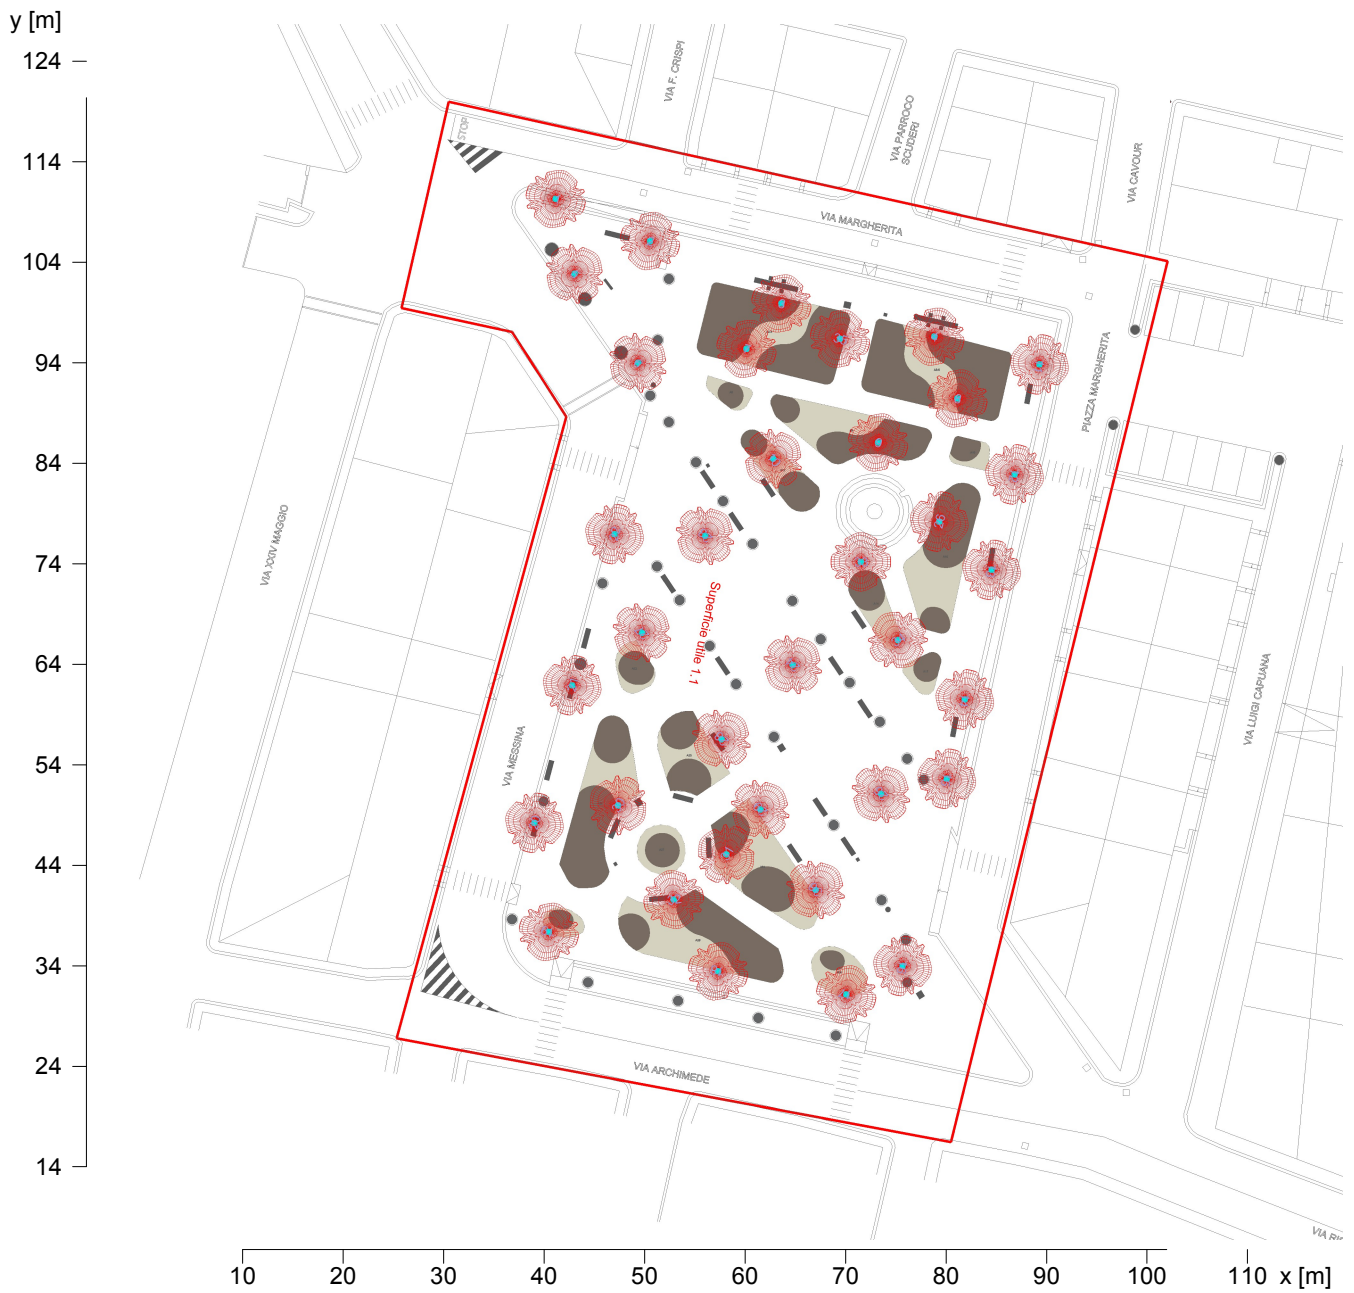 y [m]
124
114
104
94
84
74
64
54
44
34
24
14
STOP
VIA F. CRISPI
VIA PARROCO
SCUDERI
VIA CAVOUR
VIA MARGHERITA
PIAZZA MARGHERITA
VIA XXIV MAGGIO
Superficie utile 1.1
VIA MESSINA
VIA LUIGI CAPUANA
VIA ARCHIMEDE
10
20
30
40
50
60
70
80
90
100
110
x [m]